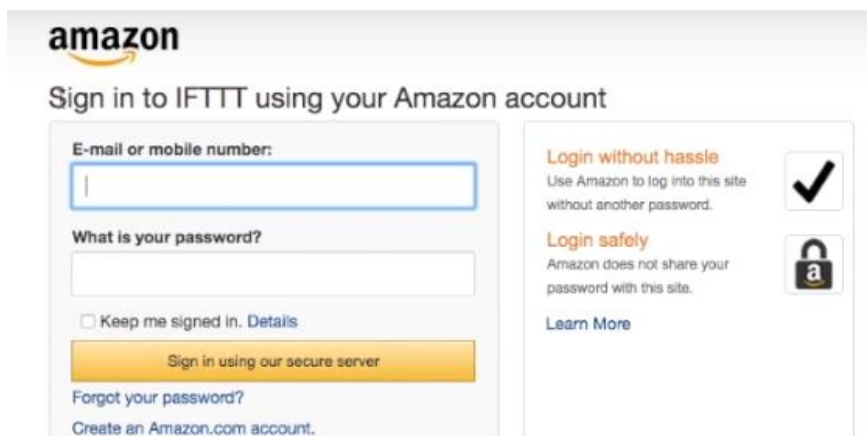 amazon
Sign in to IFTTT using your Amazon account
E-mail or mobile number:
What is your password?
Keep me signed in. Details
Sign in using our secure server
Forgot your password?
Create an Amazon.com account.
Login without hassle
Use Amazon to log into this site
without another password.
Login safely
Amazon does not share your
password with this site.
Learn More
a